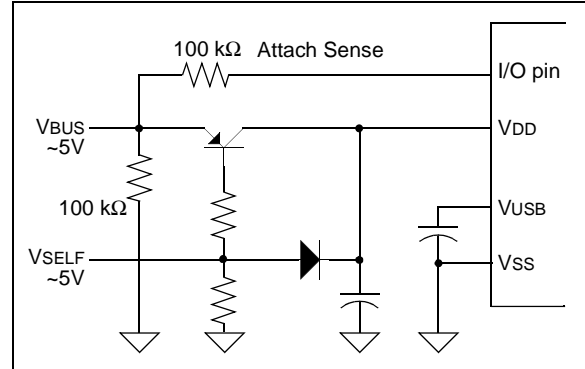 100 kΩ Attach Sense
I/O pin
VBUS
~5V
VDD
100 kΩ
VUSB
VSELF
~5V
VSS